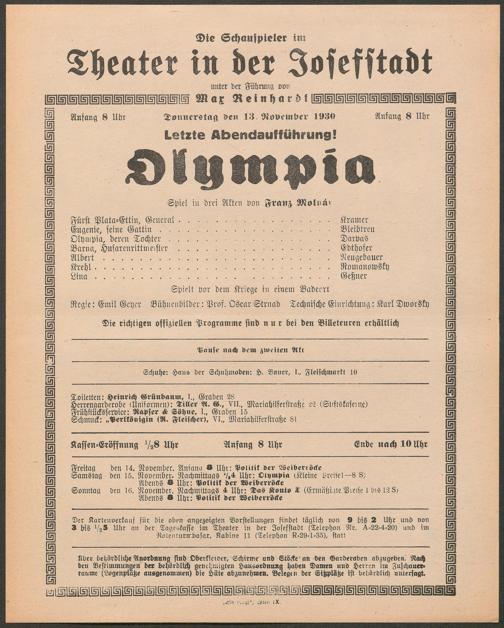 Die Schauspieler im
Theater in der Josefstadt
unter der Führung von
Max Reinhardt
Anfang 8 Uhr Donnerstag den 13. November 1930 Anfang 8 Uhr
Letzte Abendaufführung!
Olympia
Spiel in drei Akten von Franz Molnár
Fürst Plata-Ettin, General Kramer
Eugenie, seine Gattin Bleibtreu
Olympia, deren Tochter Darvas
Barna, Husarenrittmeister Edthofer
Albert Neugebauer
Krehl Romanowsky
Lina Geßner
Spielt vor dem Kriege in einem Badeort
Regie: Emil Geyer Bühnenbilder: Prof. Oscar Strnad Technische Einrichtung: Karl Dworsky
Die richtigen offiziellen Programme sind nur bei den Billeteuren erhältlich
Pause nach dem zweiten Akt
Schuhe: Haus der Schuhmoden: H. Bauer, I., Fleischmarkt 10
Toiletten: Heinrich Grünbaum, I., Graben 26
Herrengarderobe (Uniformen): Tiller A. G., VII., Mariahilferstraße 22 (Stiftskaserne)
Frühstücksservice: Rasper & Söhne, I., Graben 15
Schmuck: „Perlkönigin (R. Fleischer), VI., Mariahilferstraße 81
Kassen-Eröffnung ½8 Uhr Anfang 8 Uhr Ende nach 10 Uhr
Freitag den 14. November. Anfang 8 Uhr: Politik der Weiberröcke
Samstag den 15. November. Nachmittags ½4 Uhr: Olympia (Kleine Preise1—8 S)
Abends 8 Uhr: Politik der Weiberröcke
Sonntag den 16. November. Nachmittags 4 Uhr: Das Konto X (Ermäßigte Preise 1 bis 12 S)
Abends 8 Uhr: Politik der Weiberröcke
Der Kartenverkauf für die oben angezeigten Vorstellungen findet täglich von 9 bis 2 Uhr und von
3 bis ½5 Uhr an der Tageskasse im Theater in der Josefstadt (Telephon Nr. A-22-4-20) und im
Rotenturmbasar, Kabine 11 (Telephon R-29-1-35), statt
Über behördliche Anordnung sind Oberkleider, Schirme und Stöcke an den Garderoben abzugeben. Nach
den Bestimmungen der behördlich genehmigten Hausordnung haben Damen und Herren im Zuschauer-
raume (Logenplätze ausgenommen) die Hüte abzunehmen. Belegen der Sitzplätze ist behördlich untersagt.